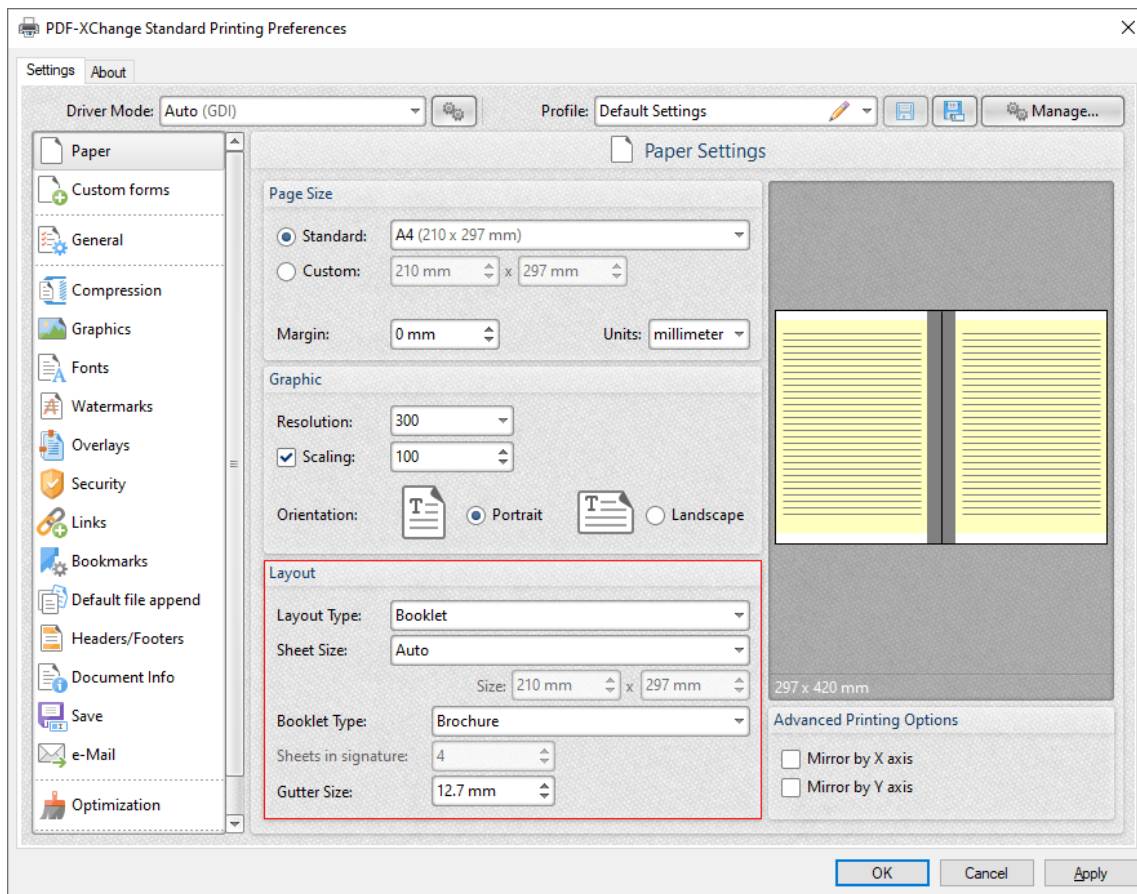 PDF-XChange Standard Printing Preferences
Settings About
Driver Mode: Auto (GDI) Profile: Default Settings Manage...
Paper
Custom forms
General
Compression
Graphics
Fonts
Watermarks
Overlays
Security
Links
Bookmarks
Default file append
Headers/Footers
Document Info
Save
e-Mail
Optimization
Paper Settings
Page Size
Standard: A4 (210 x 297 mm)
Custom: 210 mm x 297 mm
Margin: 0 mm Units: millimeter
Graphic
Resolution: 300
Scaling: 100
Orientation: T Portrait T Landscape
Layout
Layout Type: Booklet
Sheet Size: Auto
Size: 210 mm x 297 mm
Booklet Type: Brochure
Sheets in signature: 4
Gutter Size: 12.7 mm
297 x 420 mm
Advanced Printing Options
Mirror by X axis
Mirror by Y axis
OK Cancel Apply